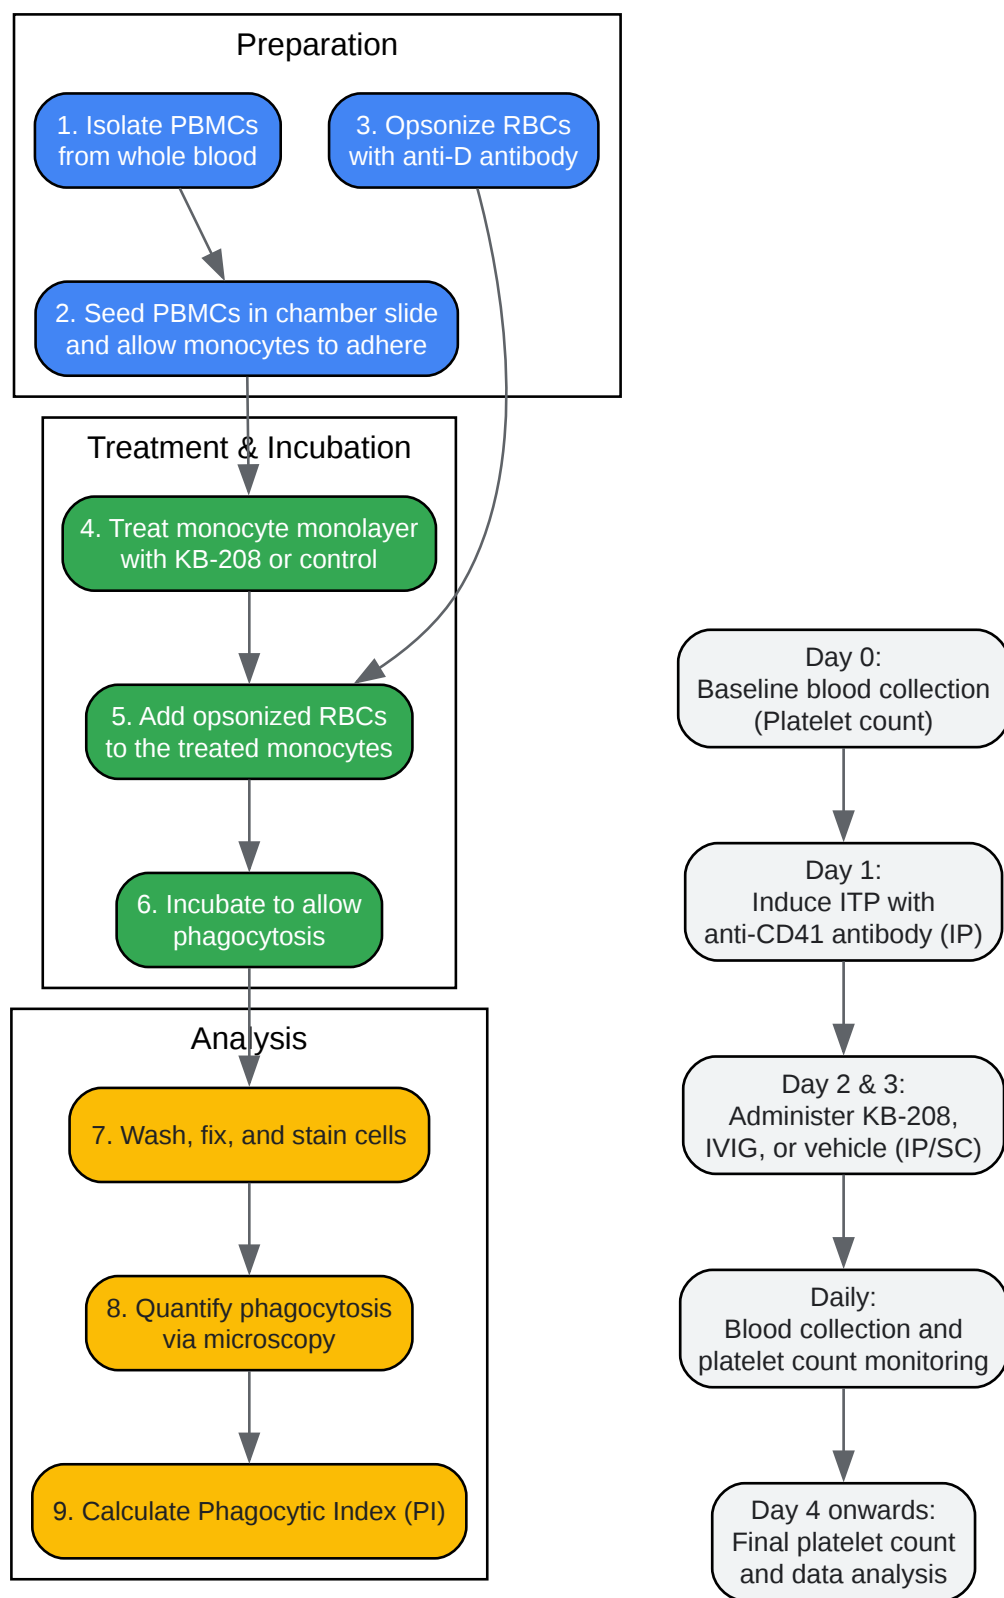 Preparation
1. Isolate PBMCs
from whole blood
3. Opsonize RBCs
with anti-D antibody
2. Seed PBMCs in chamber slide
and allow monocytes to adhere
Treatment & Incubation
4. Treat monocyte monolayer
with KB-208 or control
5. Add opsonized RBCs
to the treated monocytes
6. Incubate to allow
phagocytosis
Analysis
7. Wash, fix, and stain cells
8. Quantify phagocytosis
via microscopy
9. Calculate Phagocytic Index (PI)
Day 0:
Baseline blood collection
(Platelet count)
Day 1:
Induce ITP with
anti-CD41 antibody (IP)
Day 2 & 3:
Administer KB-208,
IVIG, or vehicle (IP/SC)
Daily:
Blood collection and
platelet count monitoring
Day 4 onwards:
Final platelet count
and data analysis